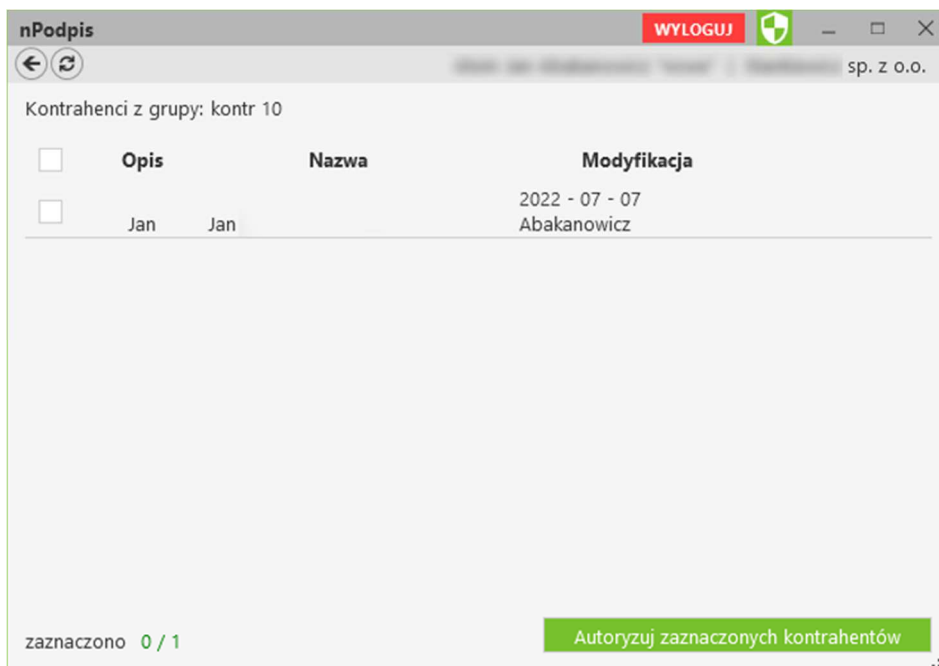 nPodpis WYLOGUJ
sp. z o.o.
Kontrahenci z grupy: kontr 10
Opis Nazwa Modyfikacja
2022 - 07 - 07
Jan Jan Abakanowicz
zaznaczono 0 / 1 Autoryzuj zaznaczonych kontrahentów